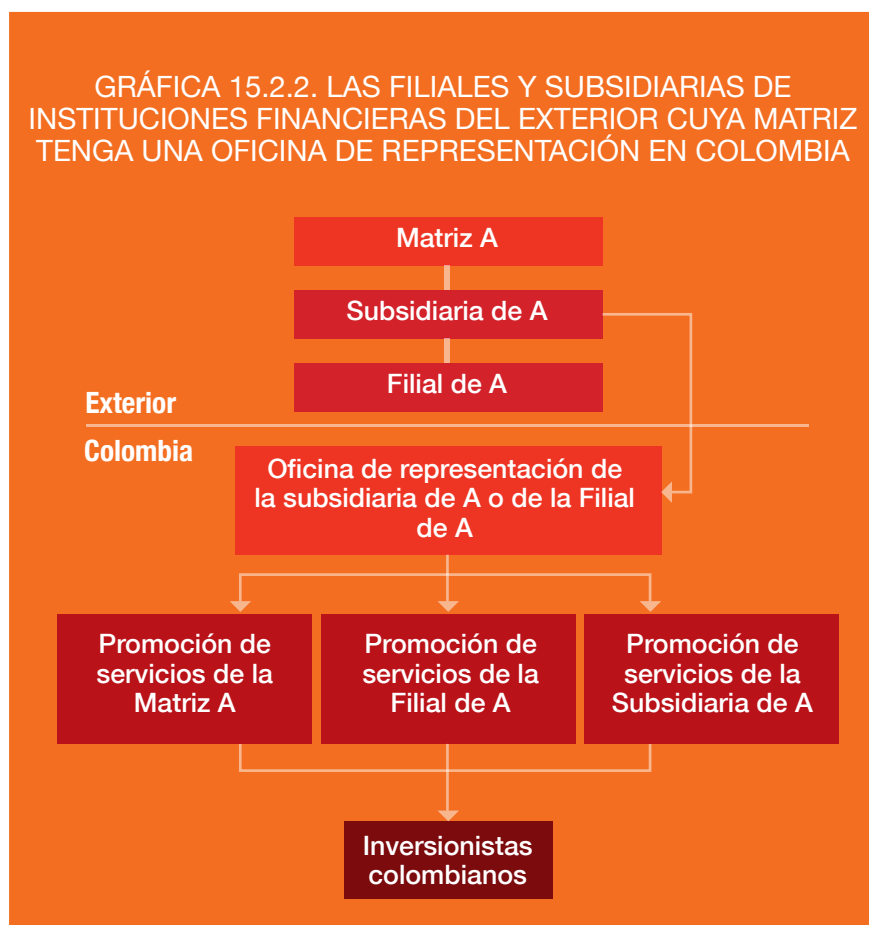 GRÁFICA 15.2.2. LAS FILIALES Y SUBSIDIARIAS DE
INSTITUCIONES FINANCIERAS DEL EXTERIOR CUYA MATRIZ
TENGA UNA OFICINA DE REPRESENTACIÓN EN COLOMBIA
Matriz A
Subsidiaria de A
Filial de A
Exterior
Colombia
Oficina de representación de
la subsidiaria de A o de la Filial
de A
Promoción de
servicios de la
Matriz A
Promoción de
servicios de la
Filial de A
Promoción de
servicios de la
Subsidiaria de A
Inversionistas
colombianos